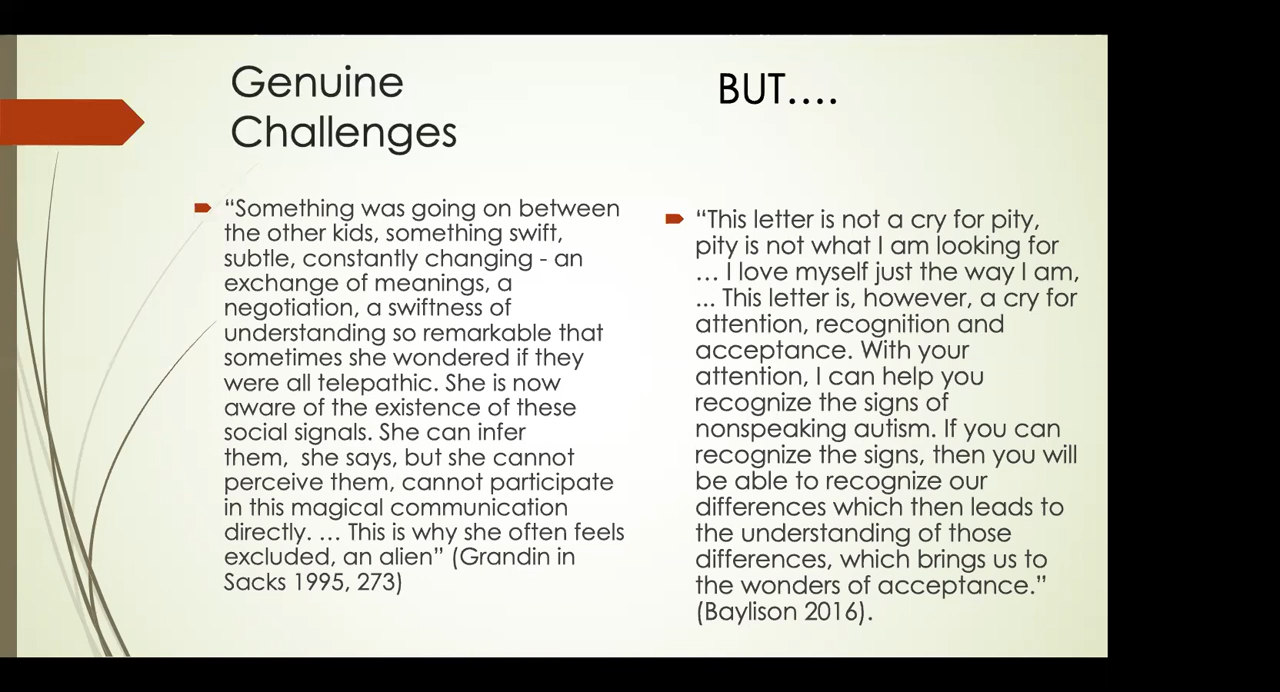 Genuine
Challenges
"Something was going on between
the other kids, something swift,
subtle, constantly changing - an
exchange of meanings, a
negotiation, a swiftness of
understanding so remarkable that
sometimes she wondered if they
were all telepathic. She is now
aware of the existence of these
social signals. She can infer
them,  she says, but she cannot
perceive them, cannot participate
in this magical communication
directly. … This is why she often feels
excluded, an alien" (Grandin in
Sacks 1995, 273)
BUT….
"This letter is not a cry for pity,
pity is not what I am looking for
… I love myself just the way I am,
... This letter is, however, a cry for
attention, recognition and
acceptance. With your
attention, I can help you
recognize the signs of
nonspeaking autism. If you can
recognize the signs, then you will
be able to recognize our
differences which then leads to
the understanding of those
differences, which brings us to
the wonders of acceptance."
(Baylison 2016).